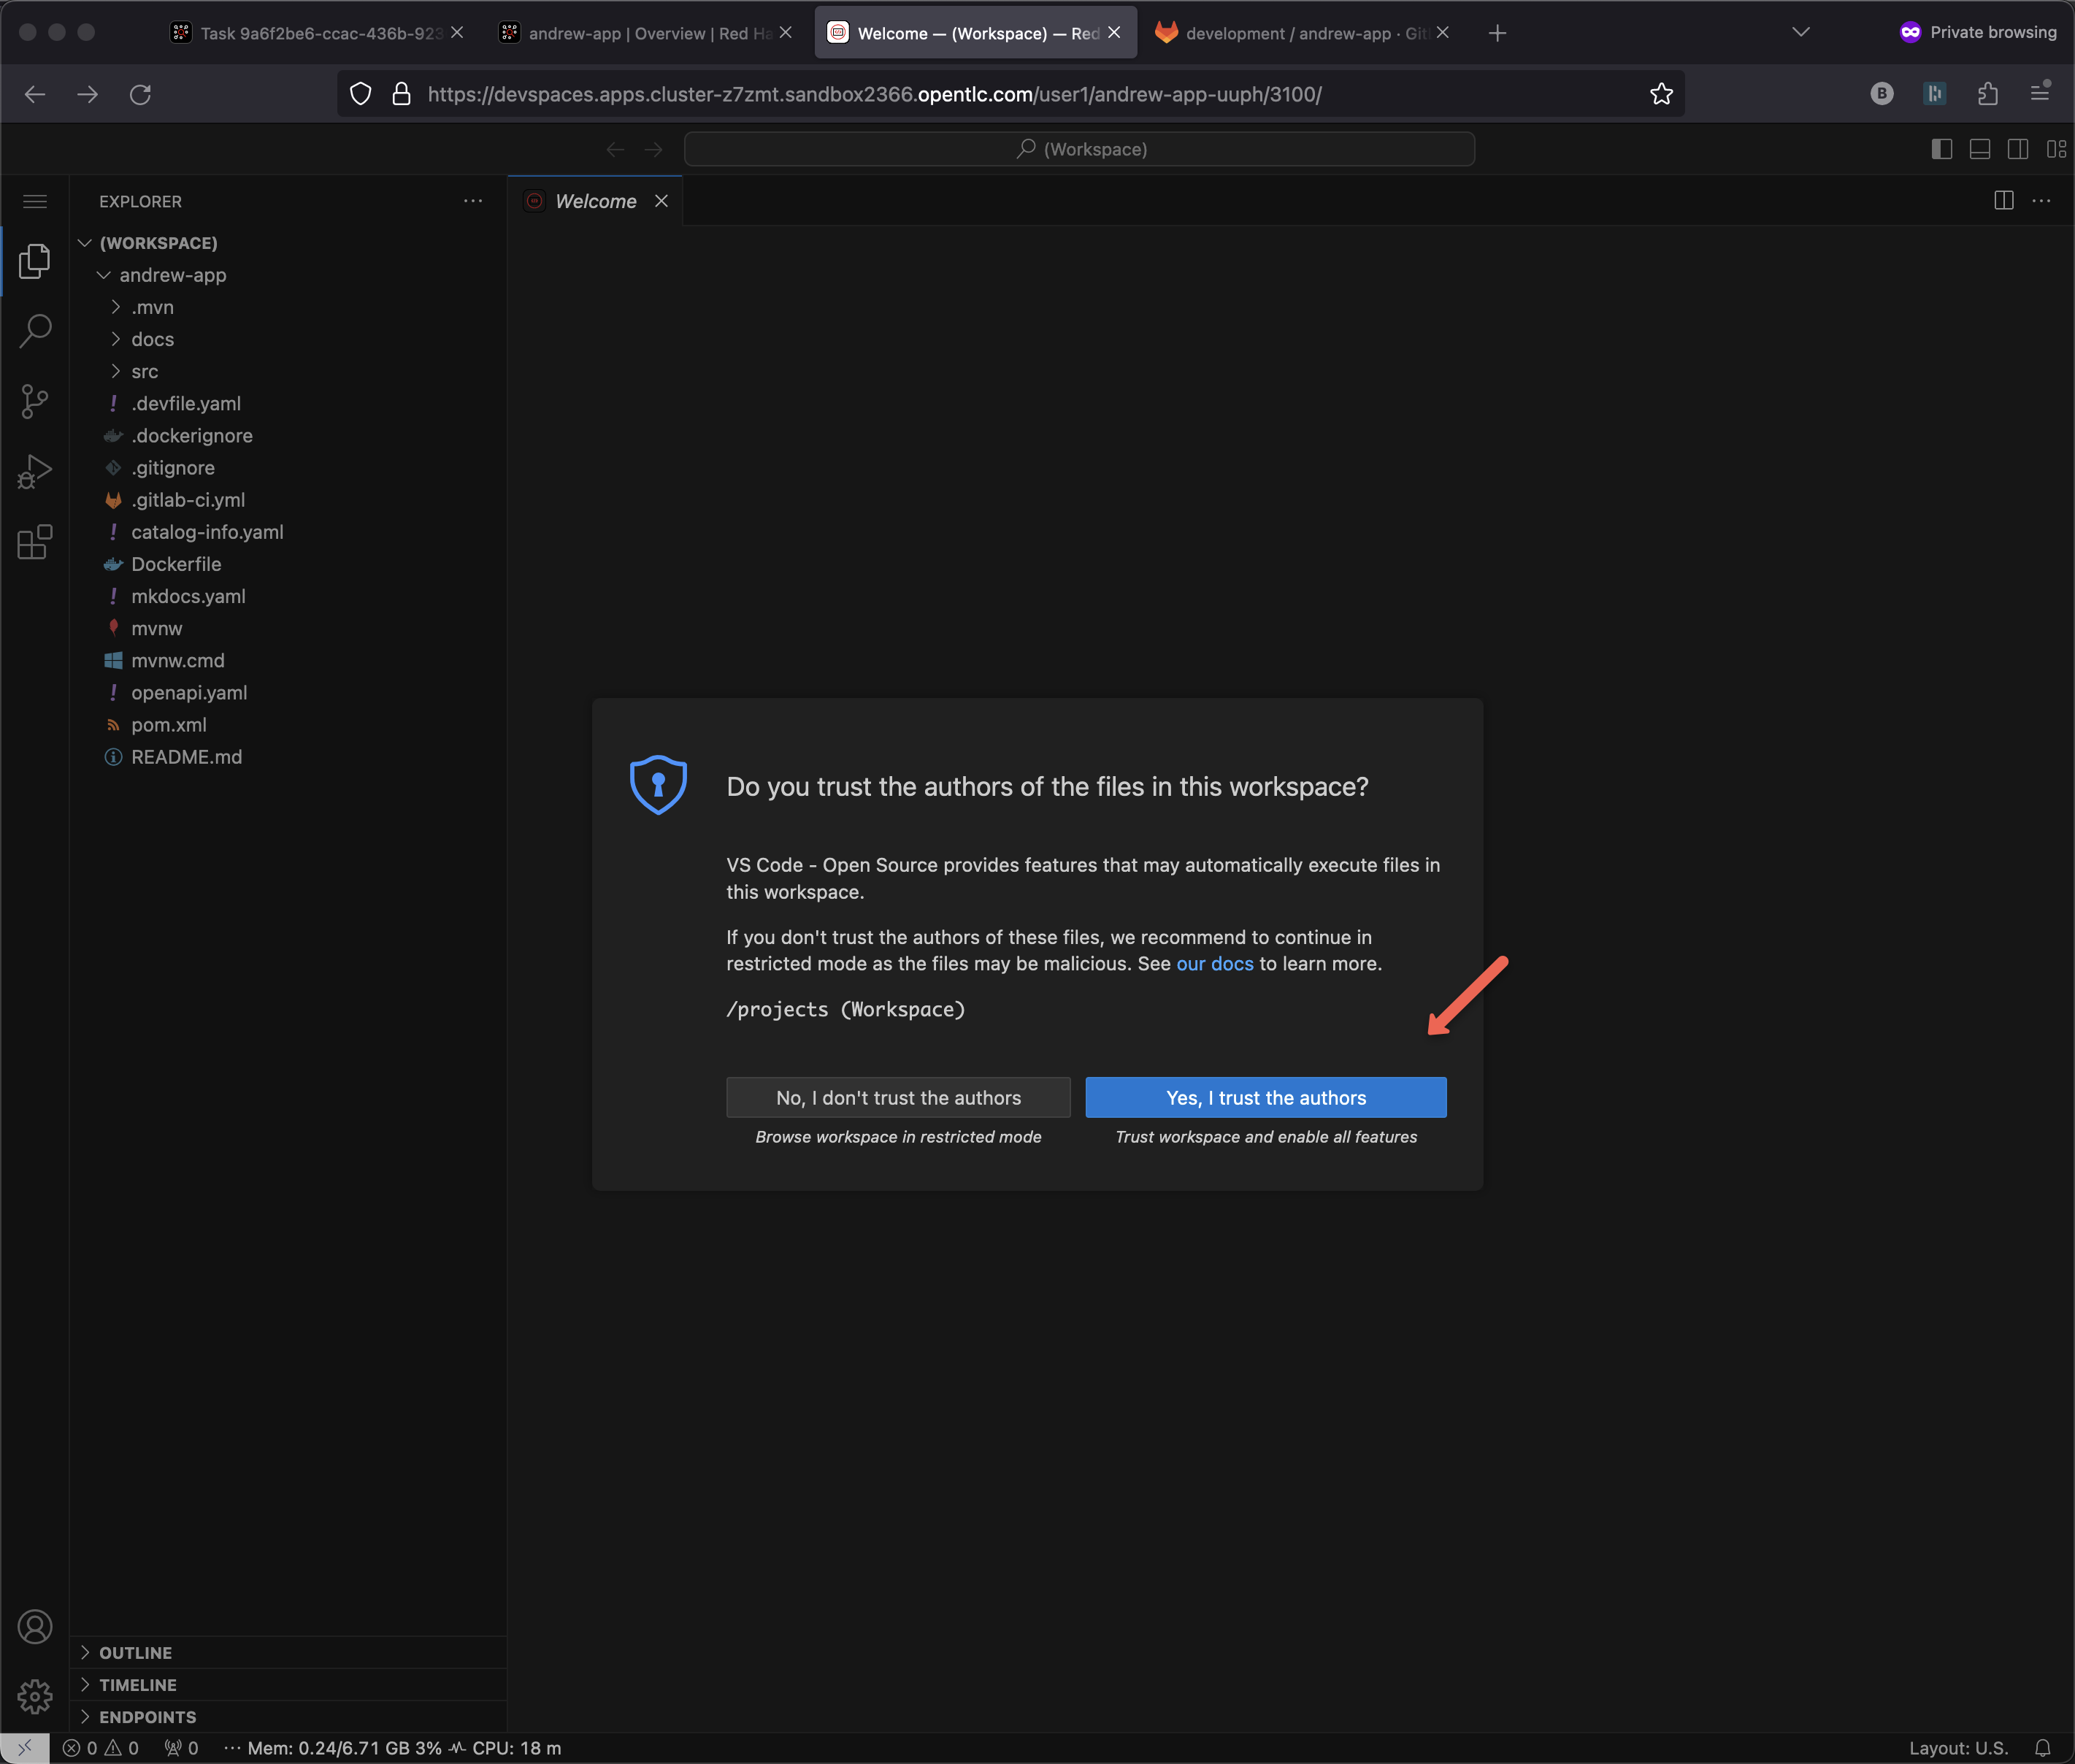 Task 9a6f2be6-ccac-436b-923
andrew-app | Overview | Red Ha
Welcome — (Workspace) — Red
development / andrew-app · Git
Private browsing
https://devspaces.apps.cluster-z7zmt.sandbox2366.opentlc.com/user1/andrew-app-uuph/3100/
B
(Workspace)
EXPLORER
Welcome
(WORKSPACE)
andrew-app
.mvn
docs
src
.devfile.yaml
.dockerignore
.gitignore
.gitlab-ci.yml
catalog-info.yaml
Dockerfile
mkdocs.yaml
mvnw
mvnw.cmd
openapi.yaml
pom.xml
README.md
Do you trust the authors of the files in this workspace?
VS Code - Open Source provides features that may automatically execute files in
this workspace.
If you don't trust the authors of these files, we recommend to continue in
restricted mode as the files may be malicious. See our docs to learn more.
/projects (Workspace)
No, I don't trust the authors
Yes, I trust the authors
Browse workspace in restricted mode
Trust workspace and enable all features
OUTLINE
TIMELINE
ENDPOINTS
0 0 0 ··· Mem: 0.24/6.71 GB 3% CPU: 18 m
Layout: U.S.